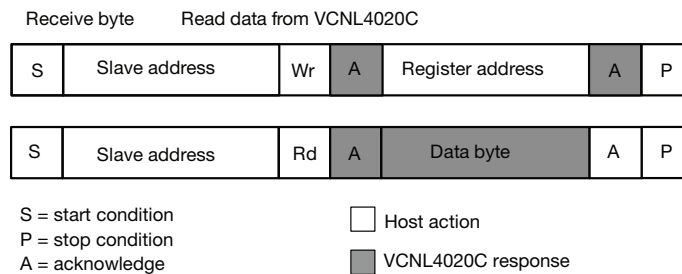 Receive byte Read data from VCNL4020C
S Slave address Wr A Register address A P
S Slave address Rd A Data byte A P
S = start condition
P = stop condition
A = acknowledge
Host action
VCNL4020C response